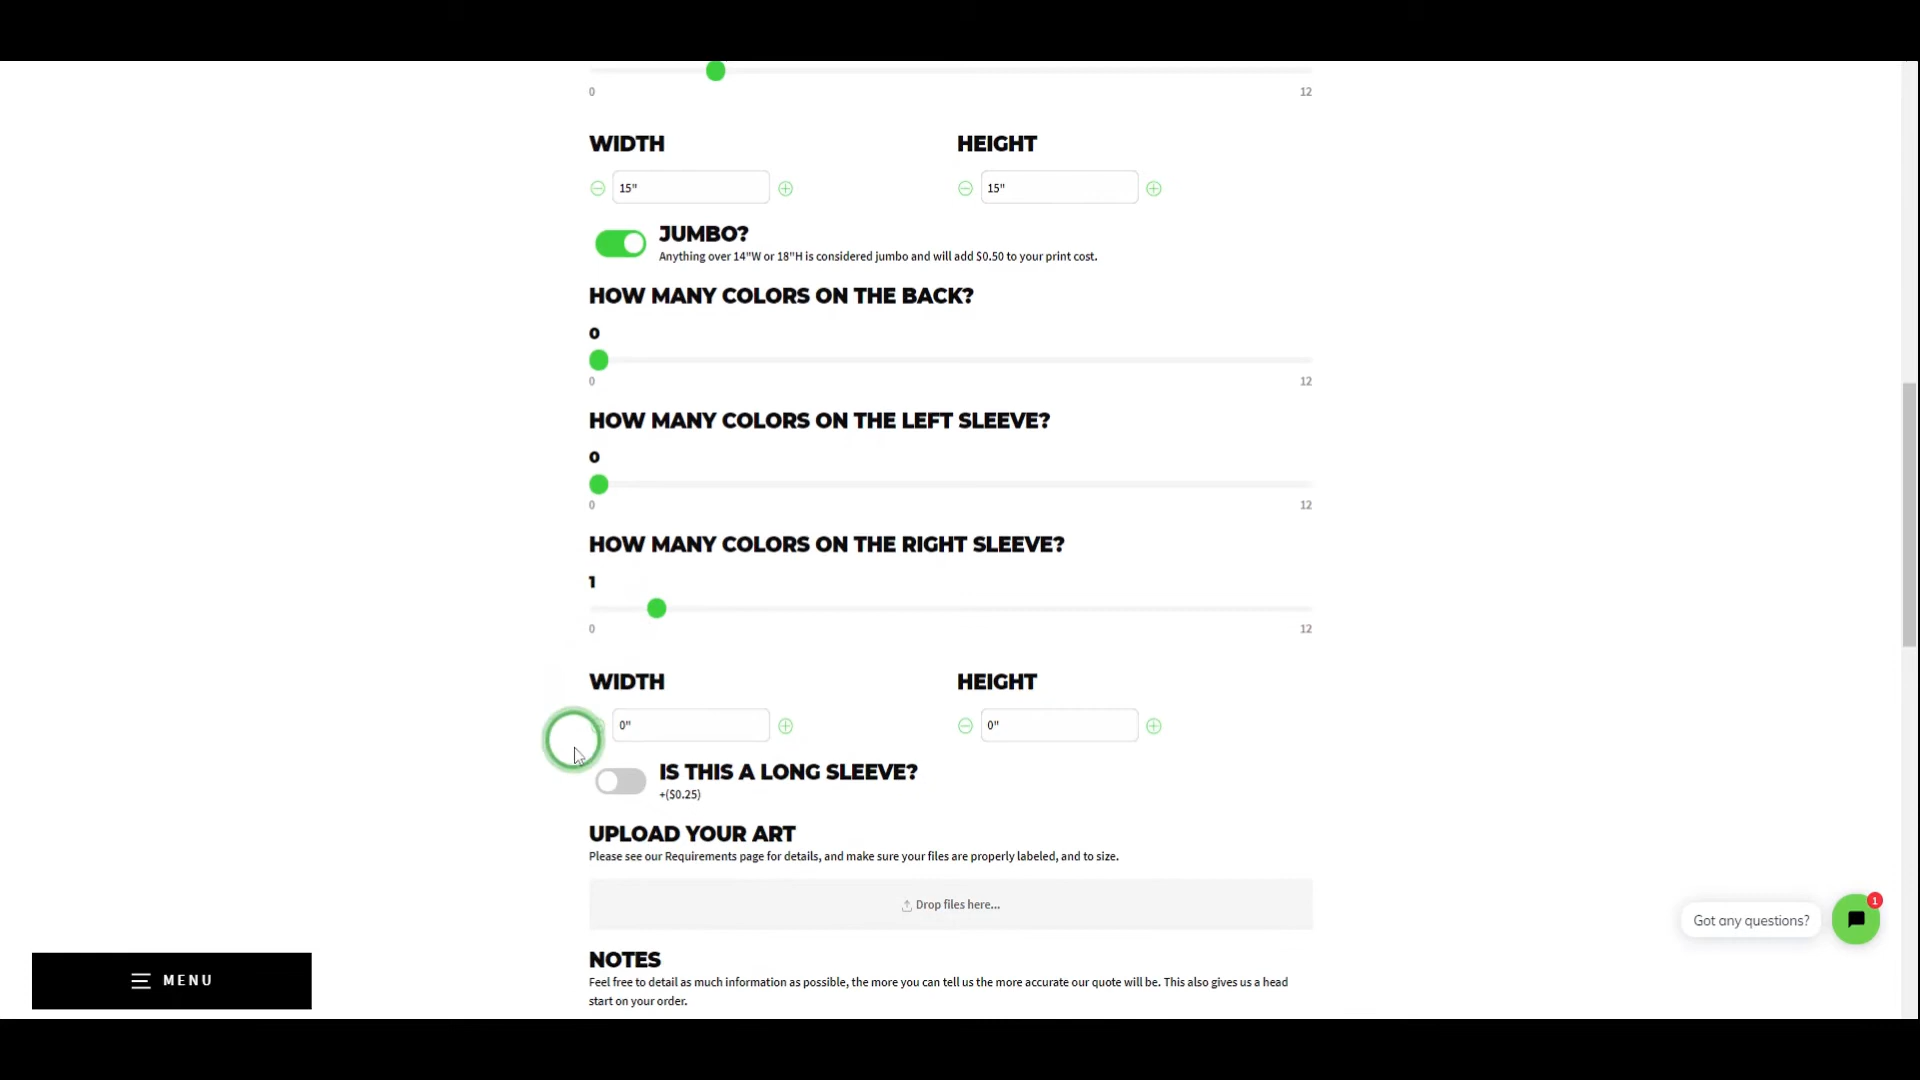 0 12
WIDTH HEIGHT
15" 15"
JUMBO?
Anything over 14"W or 18"H is considered jumbo and will add $0.50 to your print cost.
HOW MANY COLORS ON THE BACK?
0
0 12
HOW MANY COLORS ON THE LEFT SLEEVE?
0
0 12
HOW MANY COLORS ON THE RIGHT SLEEVE?
1
0 12
WIDTH HEIGHT
0" 0"
IS THIS A LONG SLEEVE?
+($0.25)
UPLOAD YOUR ART
Please see our Requirements page for details, and make sure your files are properly labeled, and to size.
Drop files here...
1
Got any questions?
NOTES
Feel free to detail as much information as possible, the more you can tell us the more accurate our quote will be. This also gives us a head
start on your order.
MENU